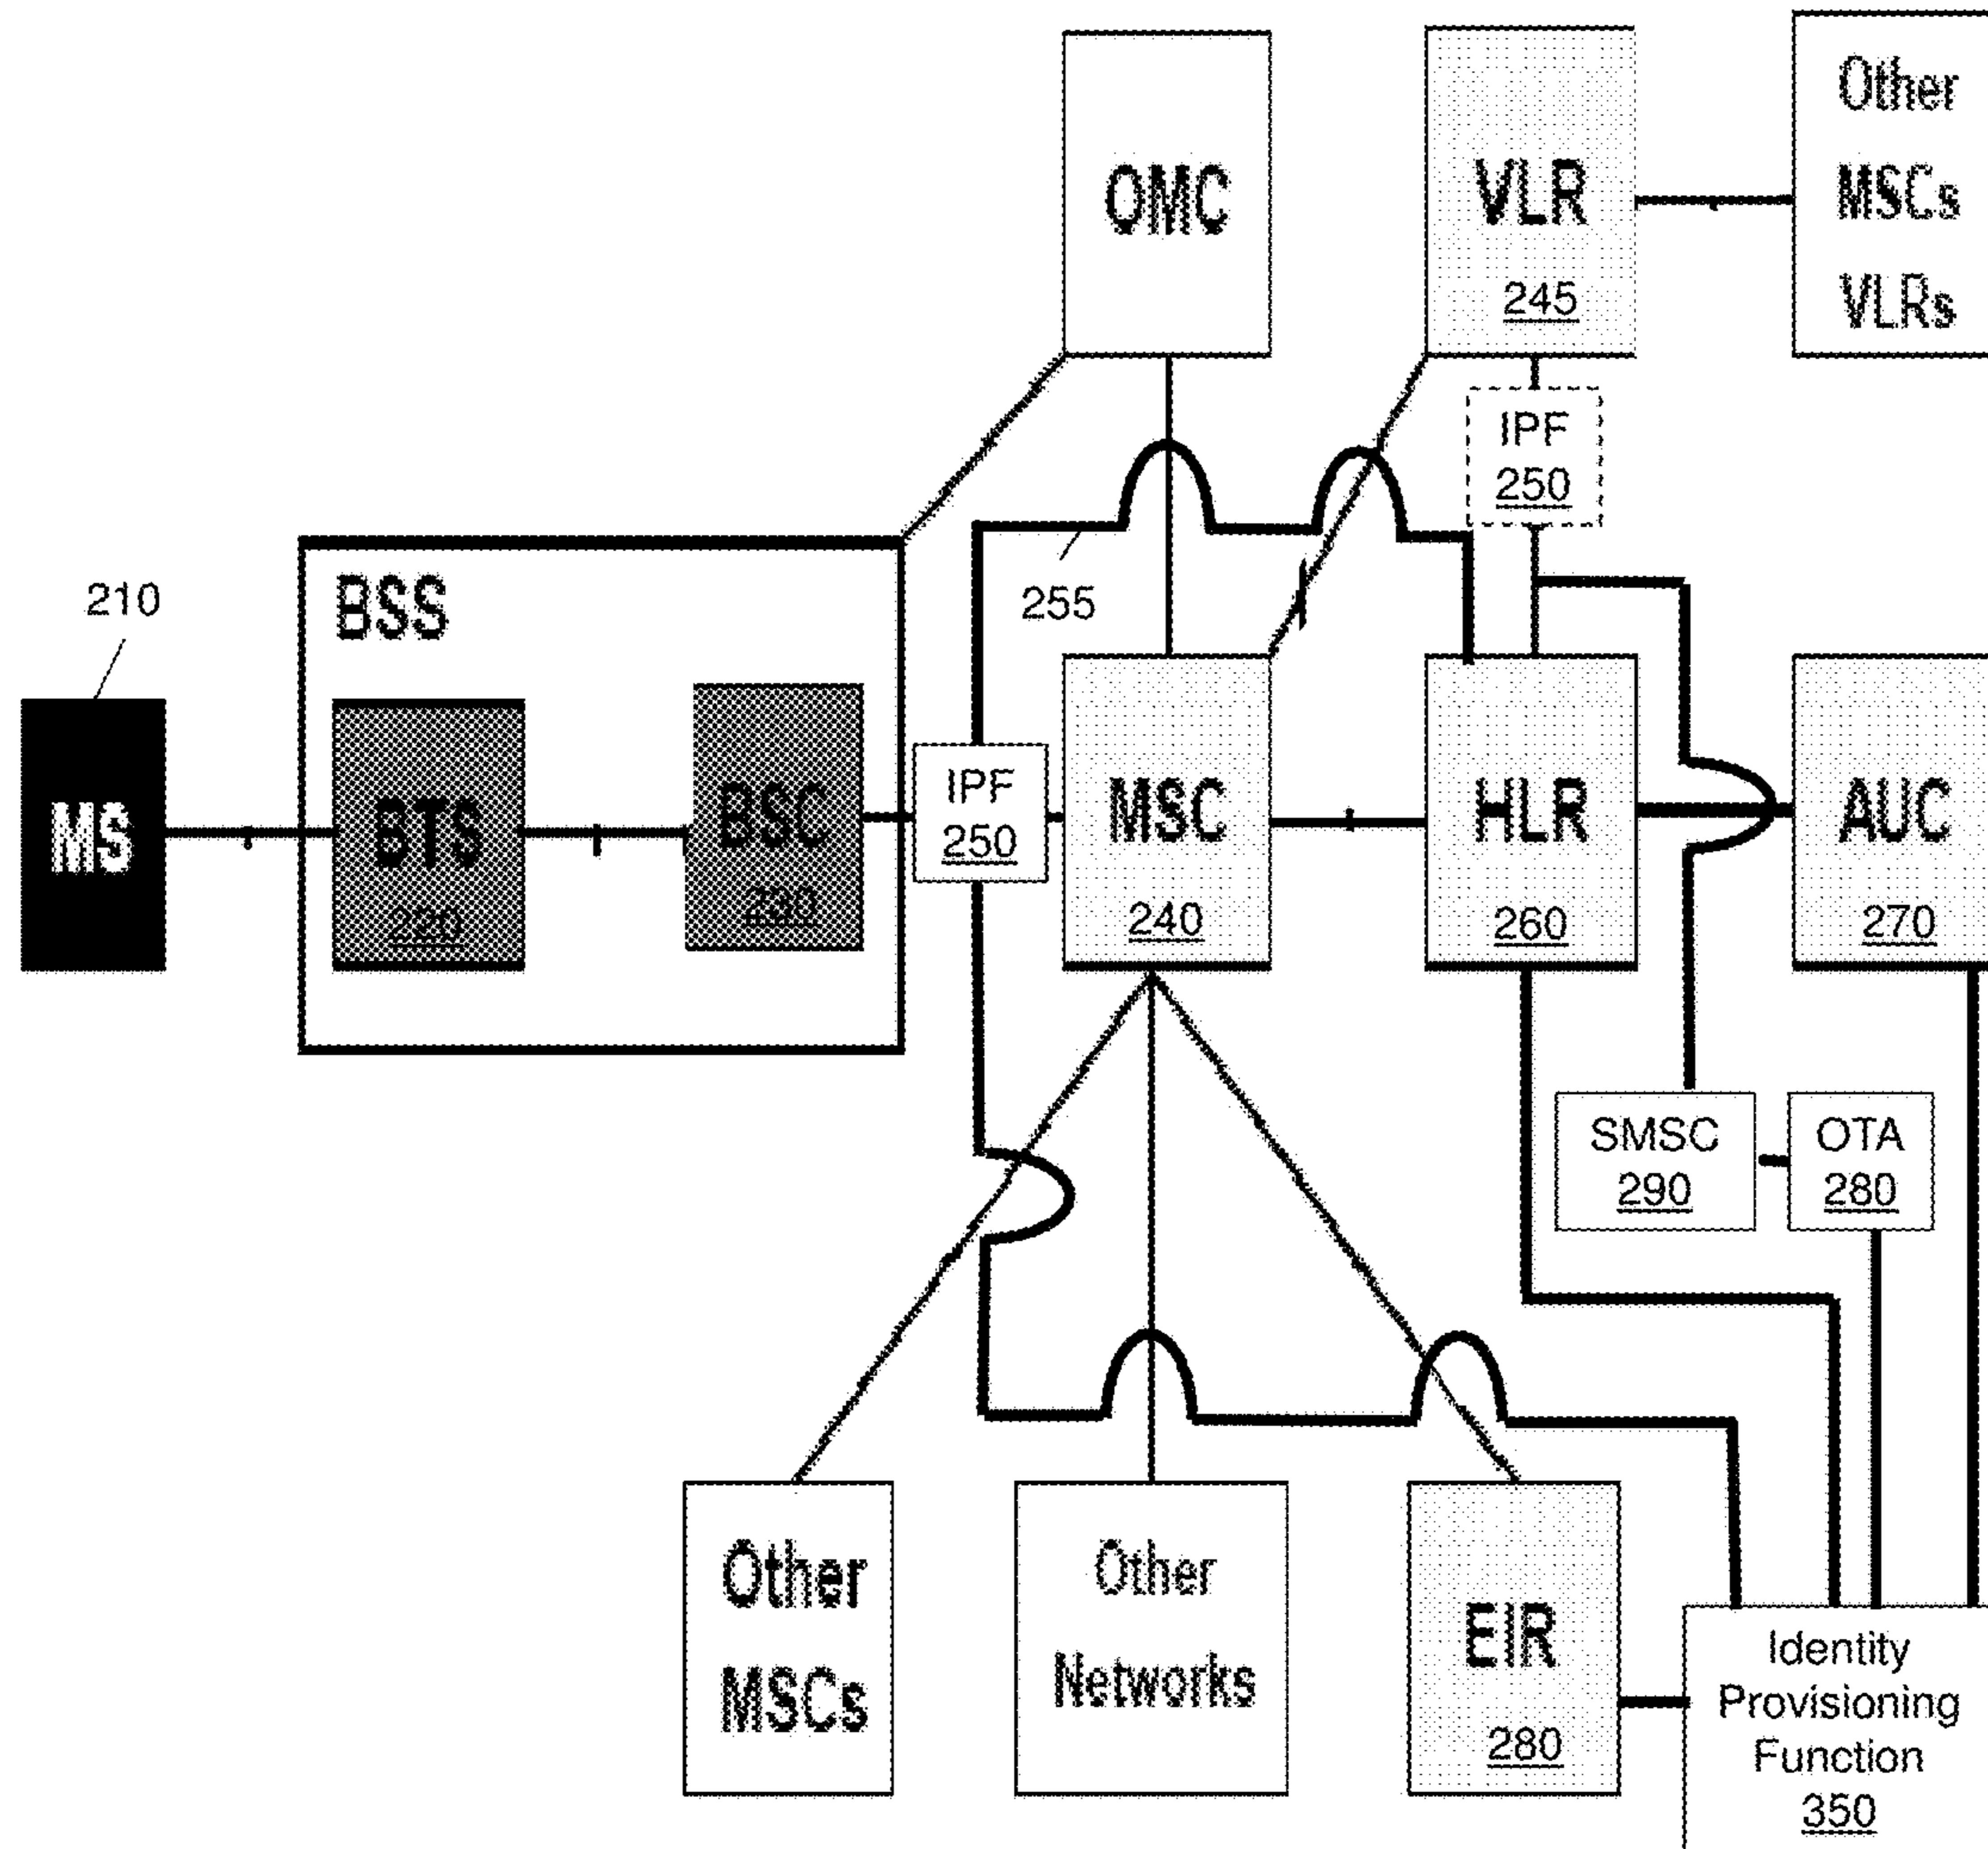 OMC
VLR
245
Other
MSCs
VLRs
IPF
250
255
210
BSS
MS
BTS
220
BSC
230
IPF
250
MSC
240
HLR
260
AUC
270
SMSC
290
OTA
280
Other
MSCs
Other
Networks
EIR
280
Identity
Provisioning
Function
350